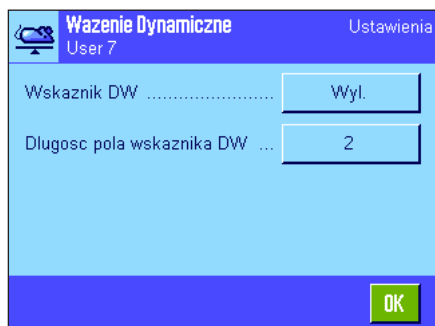 Wazenie Dynamiczne Ustawienia
User 7
Wskaznik DW ........................ Wyl.
Dlugosc pola wskaznika DW ... 2
OK